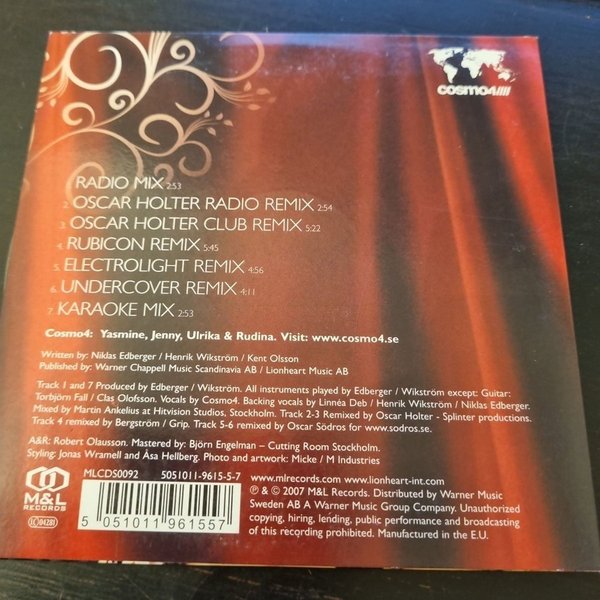 COSMO4////
RADIO MIX 2:53
2. OSCAR HOLTER RADIO REMIX 2:54
3. OSCAR HOLTER CLUB REMIX 5:22
4. RUBICON REMIX 5:45
5. ELECTROLIGHT REMIX 4:56
6. UNDERCOVER REMIX 4:11
7. KARAOKE MIX 2:53
Cosmo4: Yasmine, Jenny, Ulrika & Rudina. Visit: www.cosmo4.se
Written by: Niklas Edberger / Henrik Wikström / Kent Olsson
Published by: Warner Chappell Music Scandinavia AB / Lionheart Music AB
Track 1 and 7 Produced by Edberger / Wikström. All instruments played by Edberger / Wikström except: Guitar:
Torbjörn Fall / Clas Olofsson. Vocals by Cosmo4. Backing vocals by Linnéa Deb / Henrik Wikström / Niklas Edberger.
Mixed by Martin Ankelius at Hitvision Studios, Stockholm. Track 2-3 Remixed by Oscar Holter - Splinter productions.
Track 4 remixed by Bergström / Grip. Track 5-6 remixed by Oscar Södros for www.sodros.se.
A&R: Robert Olausson. Mastered by: Björn Engelman – Cutting Room Stockholm.
Styling: Jonas Wramell and Åsa Hellberg. Photo and artwork: Micke / M Industries
M&L
RECORDS
LC 04281
MLCDS0092 5051011-9615-5-7
5 051011 961557
www.mlrecords.com www.lionheart-int.com
℗ & © 2007 M&L Records. Distributed by Warner Music
Sweden AB A Warner Music Group Company. Unauthorized
copying, hiring, lending, public performance and broadcasting
of this recording prohibited. Manufactured in the E.U.